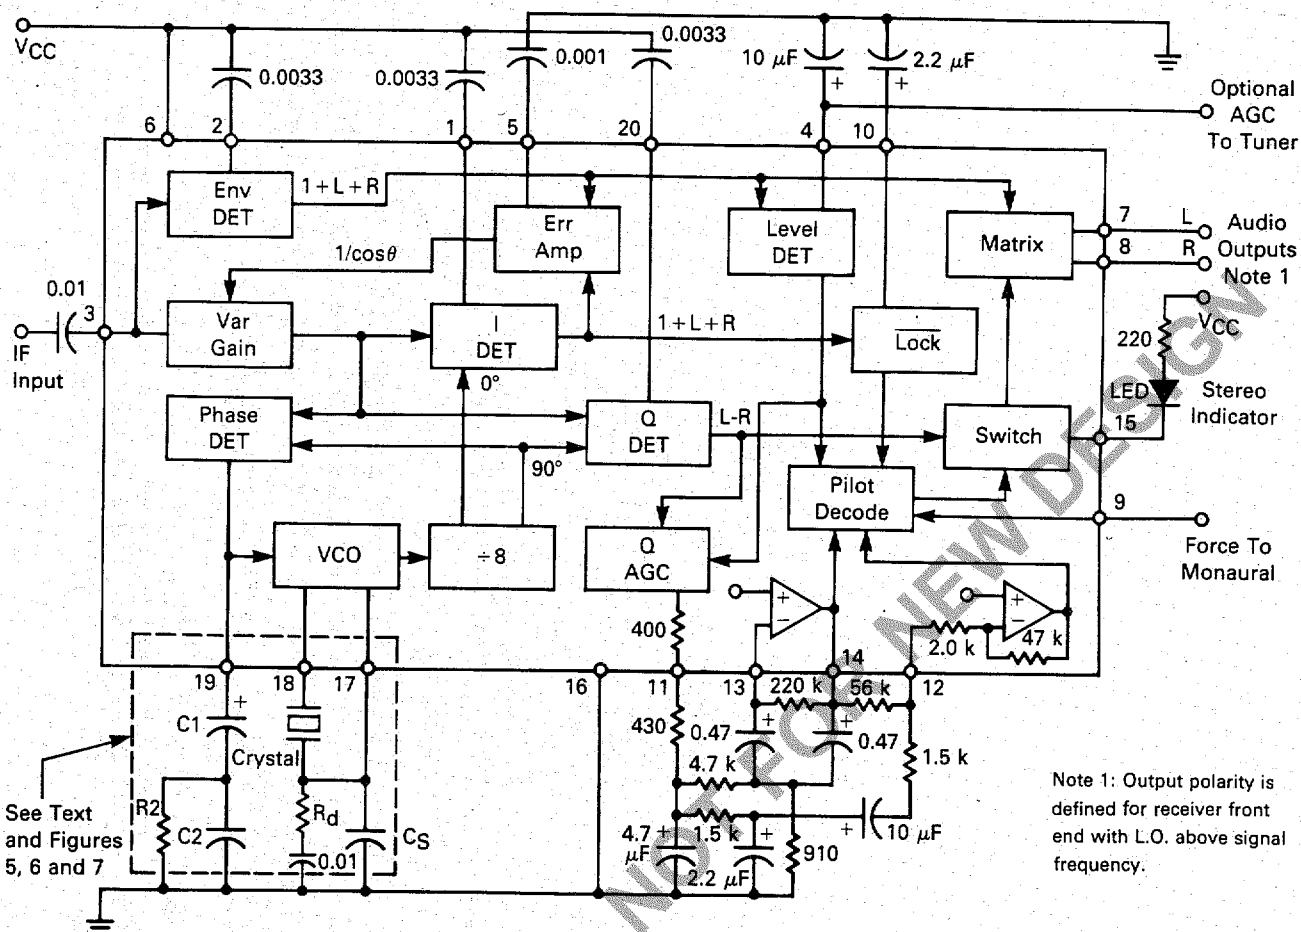 VCC
0.0033
0.0033
0.001
0.0033
10 μF
+
2.2 μF
+
Optional
AGC
To Tuner
6
2
1
5
20
4
10
Env
DET
1+L+R
Err
Amp
Level
DET
Matrix
7
L
8
R
Audio
Outputs
Note 1
1/cosθ
0.01
3
IF
Input
Var
Gain
I
DET
0°
1+L+R
Lock
VCC
220
LED
Stereo
Indicator
15
Phase
DET
90°
Q
DET
L-R
Switch
Pilot
Decode
9
Force To
Monaural
VCO
÷8
Q
AGC
400
+
−
+
−
2.0 k
47 k
19
18
17
16
11
13
14
12
C1
+
Crystal
R2
C2
Rd
0.01
CS
See Text
and Figures
5, 6 and 7
430
220 k
56 k
0.47
+
+
0.47
4.7 k
1.5 k
1.5 k
4.7
μF
+
+
2.2 μF
910
+
10 μF
Note 1: Output polarity is
defined for receiver front
end with L.O. above signal
frequency.
NOT FOR NEW DESIGN